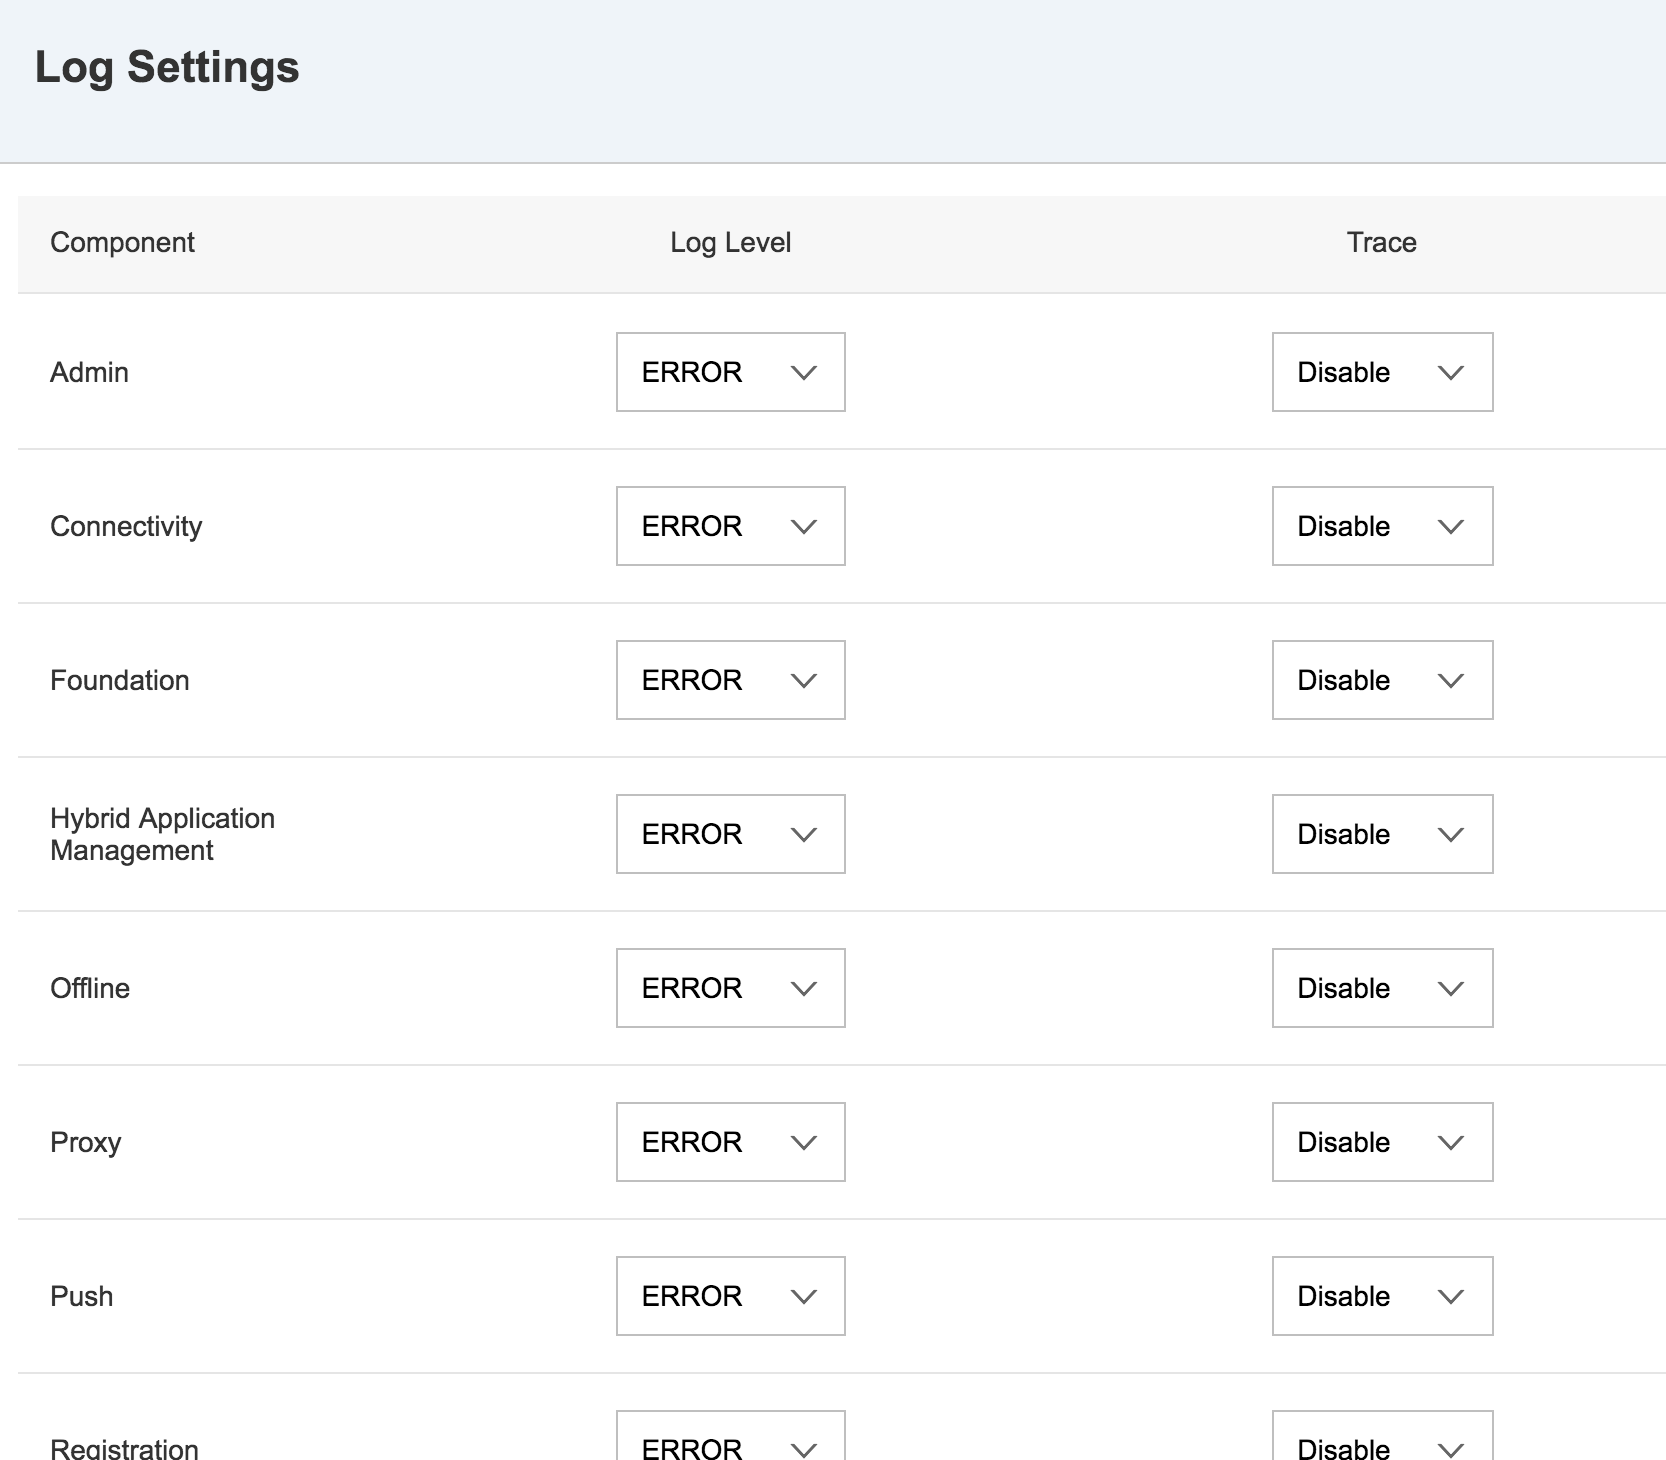 Log Settings
Component Log Level Trace
Admin ERROR Disable
Connectivity ERROR Disable
Foundation ERROR Disable
Hybrid Application
Management ERROR Disable
Offline ERROR Disable
Proxy ERROR Disable
Push ERROR Disable
Registration ERROR Disable